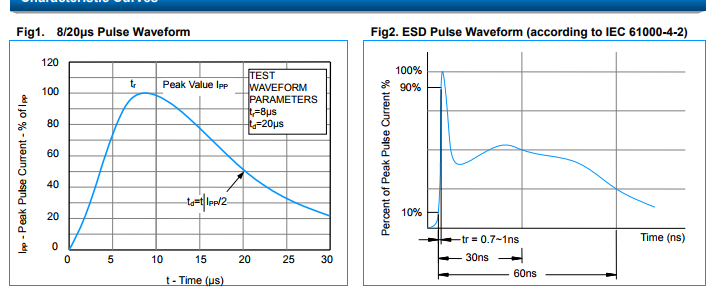 Characteristic Curves
Fig1. 8/20μs Pulse Waveform
120
100
80
60
40
20
0
0 5 10 15 20 25 30
IPP - Peak Pulse Current - % of IPP
t - Time (μs)
tr
Peak Value IPP
TEST
WAVEFORM
PARAMETERS
tr=8μs
td=20μs
td=t|IPP/2
Fig2. ESD Pulse Waveform (according to IEC 61000-4-2)
Percent of Peak Pulse Current %
100%
90%
10%
tr = 0.7~1ns
Time (ns)
30ns
60ns